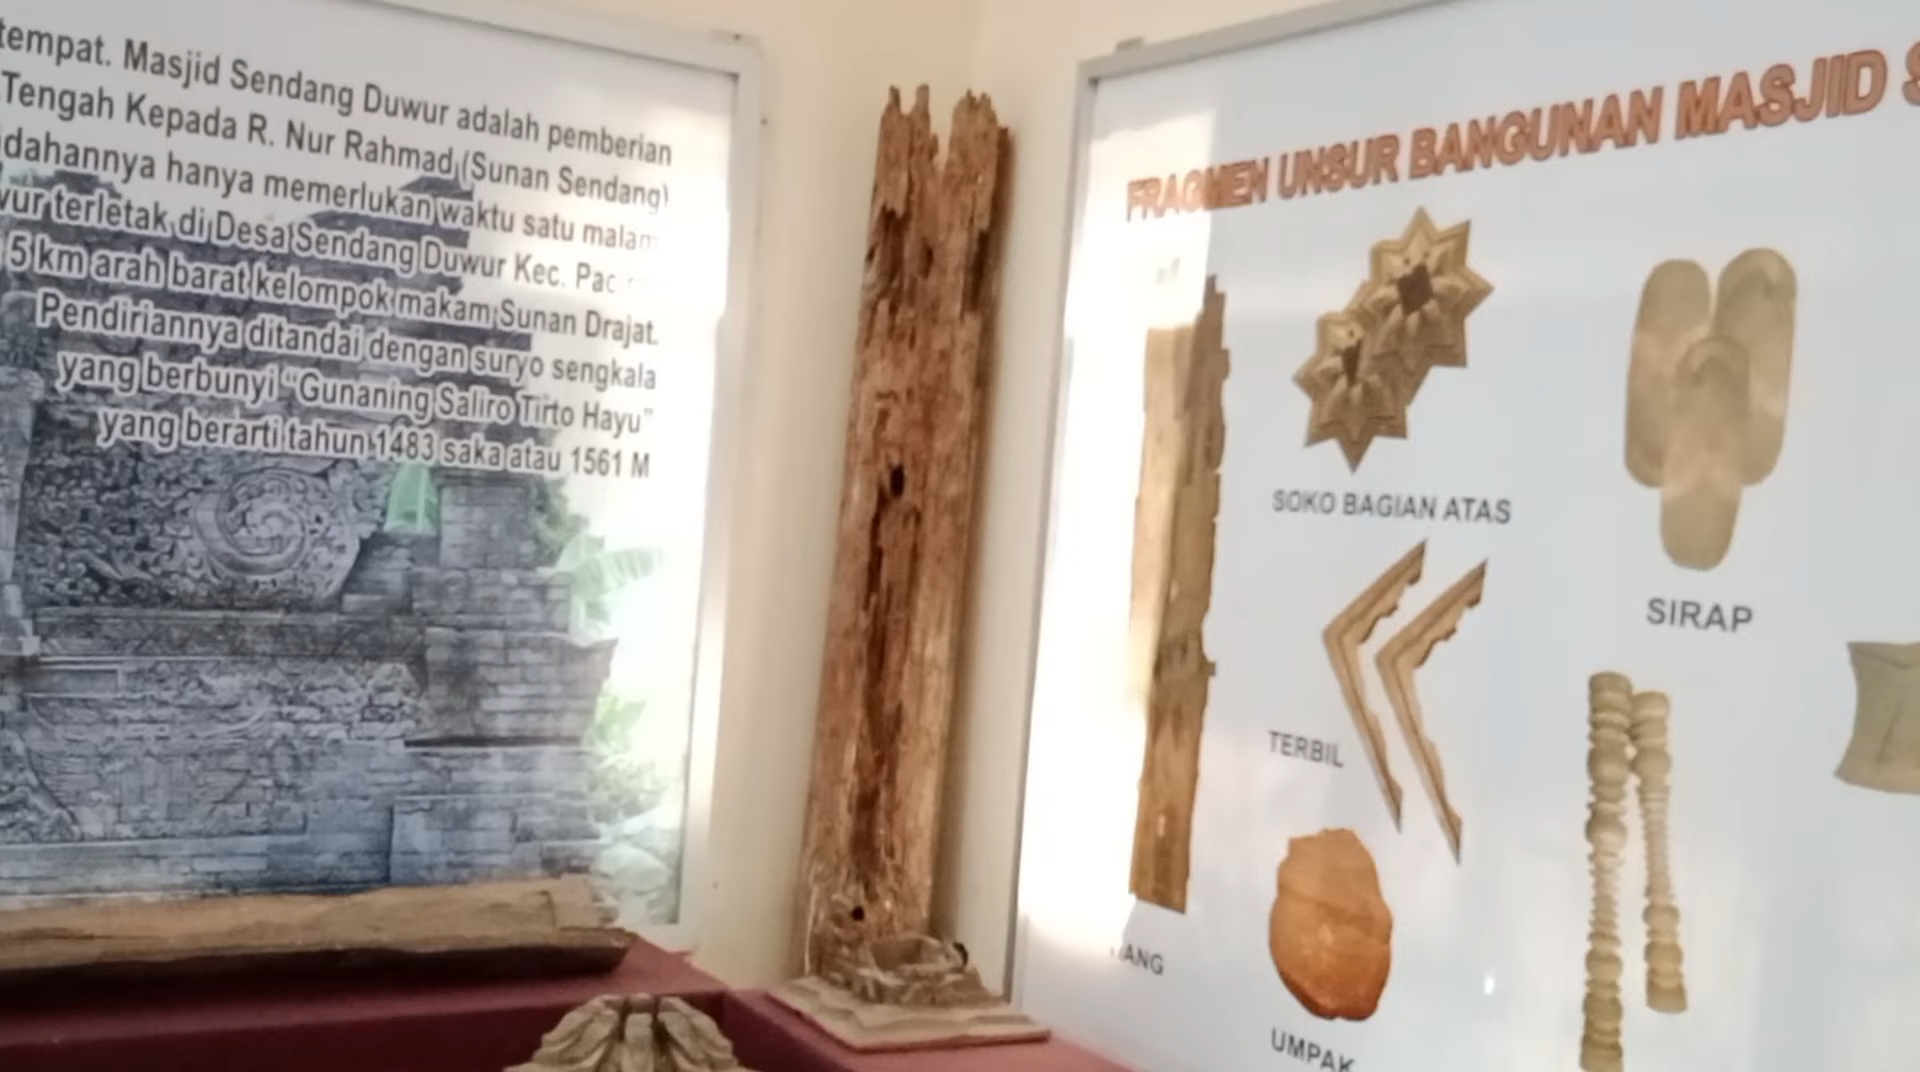 tempat. Masjid Sendang Duwur adalah pemberian
Tengah Kepada R. Nur Rahmad (Sunan Sendang)
dahannya hanya memerlukan waktu satu malam
wur terletak di Desa Sendang Duwur Kec. Pac
5 km arah barat kelompok makam Sunan Drajat.
Pendiriannya ditandai dengan suryo sengkala
yang berbunyi "Gunaning Saliro Tirto Hayu"
yang berarti tahun 1483 saka atau 1561 M
FRAGMEN UNSUR BANGUNAN MASJID S
SOKO BAGIAN ATAS
SIRAP
TERBIL
ANG
UMPAK